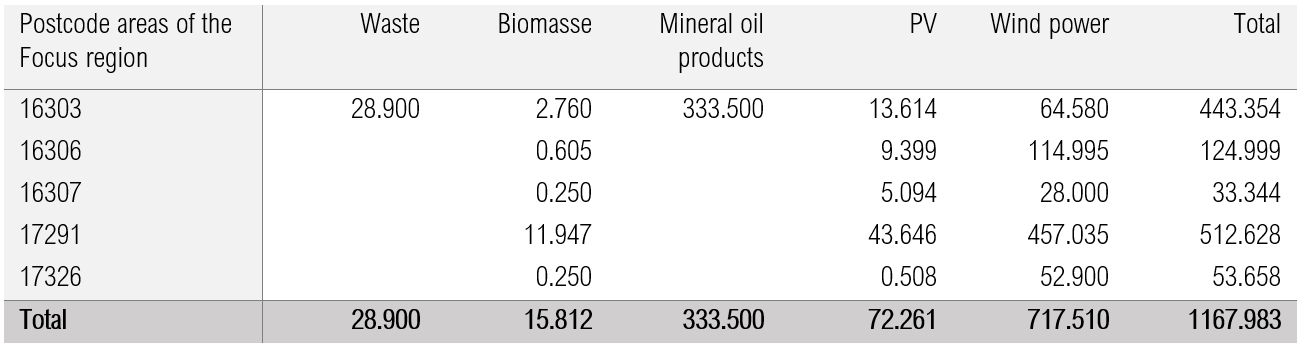 Postcode areas of the Waste Biomasse Mineral oil PV Wind power Total
Focus region products
16303 28.900 2.760 333.500 13.614 64.580 443.354
16306 0.605 9.399 114.995 124.999
16307 0.250 5.094 28.000 33.344
17291 11.947 43.646 457.035 512.628
17326 0.250 0.508 52.900 53.658
Total 28.900 15.812 333.500 72.261 717.510 1167.983